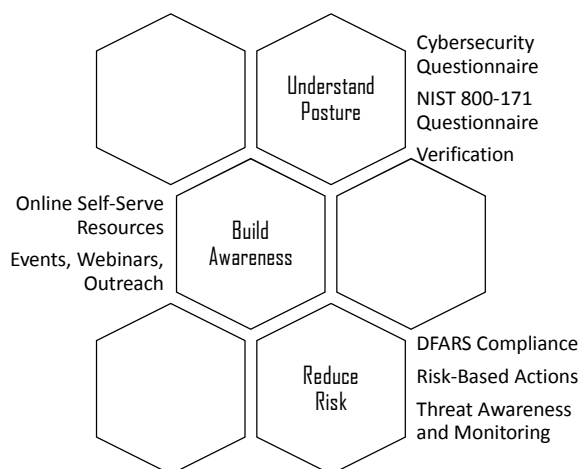 Understand
Posture
Cybersecurity
Questionnaire
NIST 800-171
Questionnaire
Verification
Online Self-Serve
Resources
Events, Webinars,
Outreach
Build
Awareness
Reduce
Risk
DFARS Compliance
Risk-Based Actions
Threat Awareness
and Monitoring